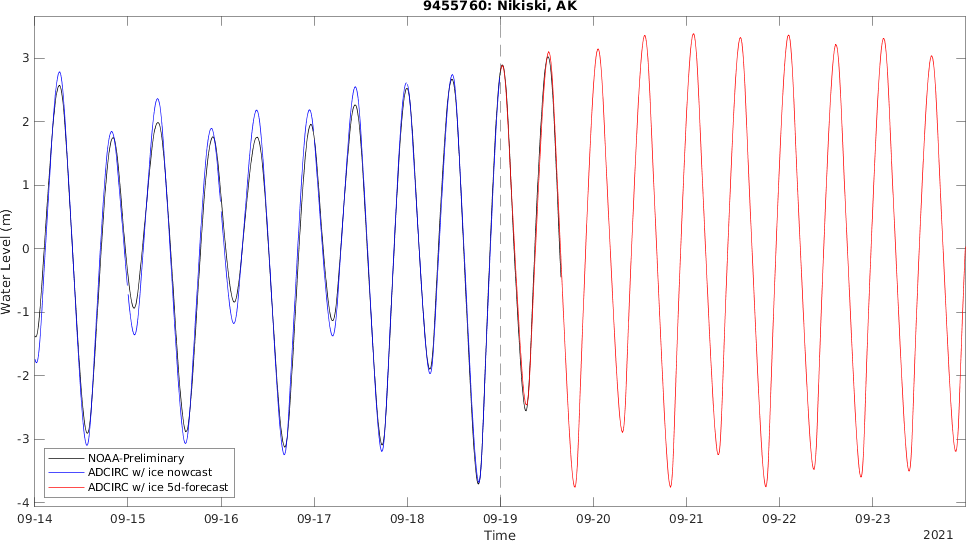 9455760: Nikiski, AK
Water Level (m)
3
2
1
0
-1
-2
-3
-4
NOAA-Preliminary
ADCIRC w/ ice nowcast
ADCIRC w/ ice 5d-forecast
09-14 09-15 09-16 09-17 09-18 09-19 09-20 09-21 09-22 09-23
Time
2021